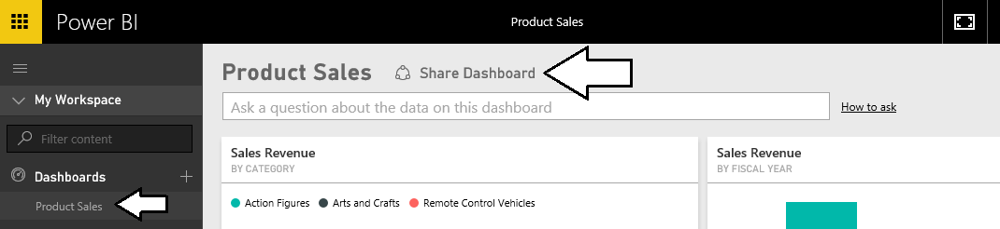 Power BI
Product Sales
My Workspace
Filter content
Dashboards
Product Sales
Product Sales
Share Dashboard
Ask a question about the data on this dashboard
How to ask
Sales Revenue
BY CATEGORY
Action Figures Arts and Crafts Remote Control Vehicles
Sales Revenue
BY FISCAL YEAR